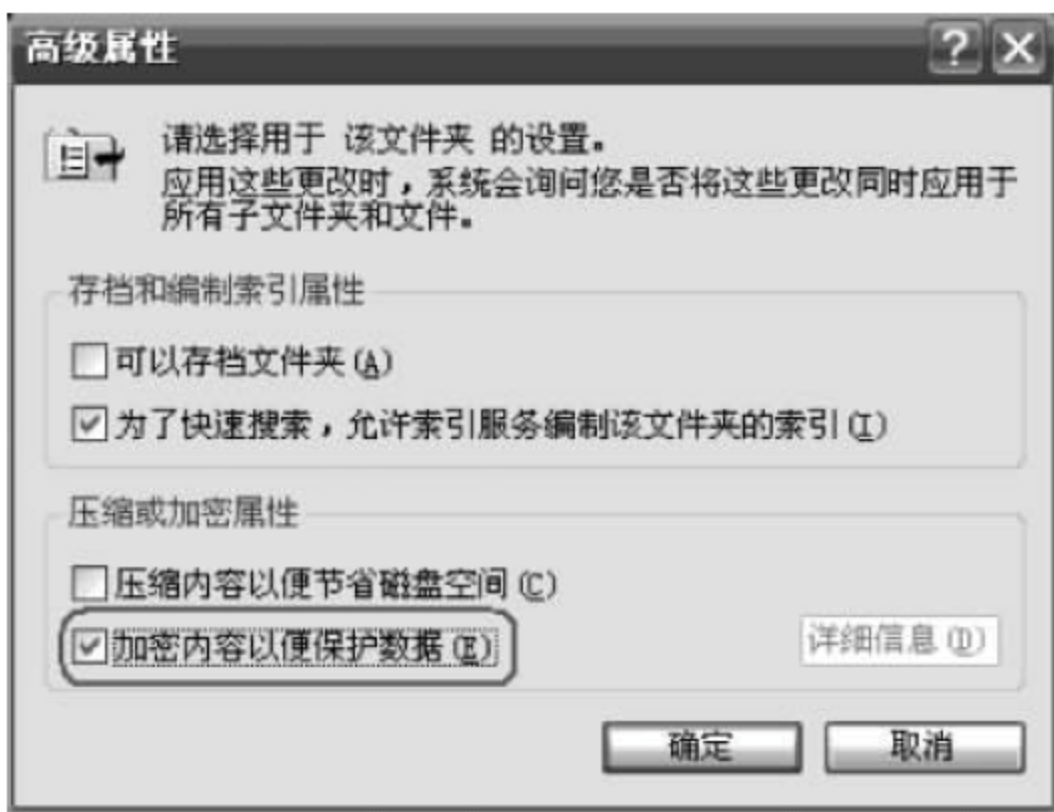 高级属性
请选择用于 该文件夹 的设置。
应用这些更改时，系统会询问您是否将这些更改同时应用于
所有子文件夹和文件。
存档和编制索引属性
可以存档文件夹(A)
为了快速搜索，允许索引服务编制该文件夹的索引(I)
压缩或加密属性
压缩内容以便节省磁盘空间(C)
加密内容以便保护数据(E)
详细信息(D)
确定
取消